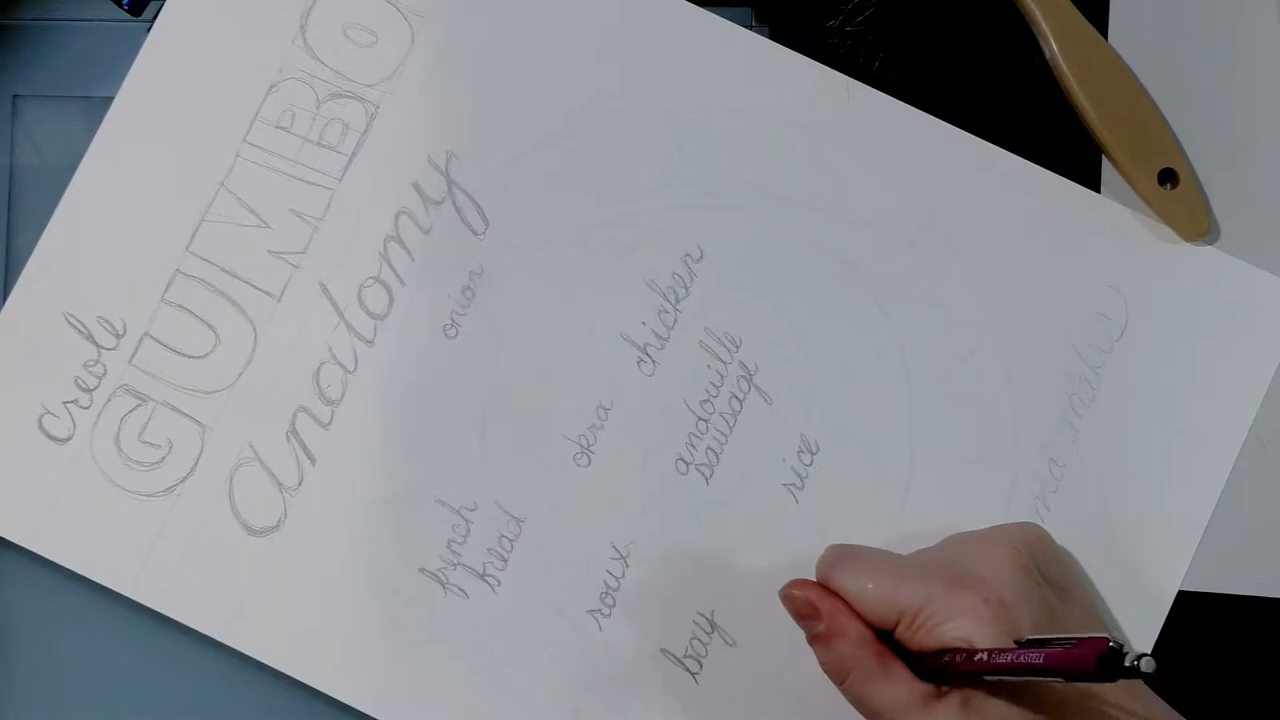 Creole
GUMBO
anatomy
onion
chicken
andouille
sausage
okra
rice
french
bread
roux
bay
FABER-CASTELL